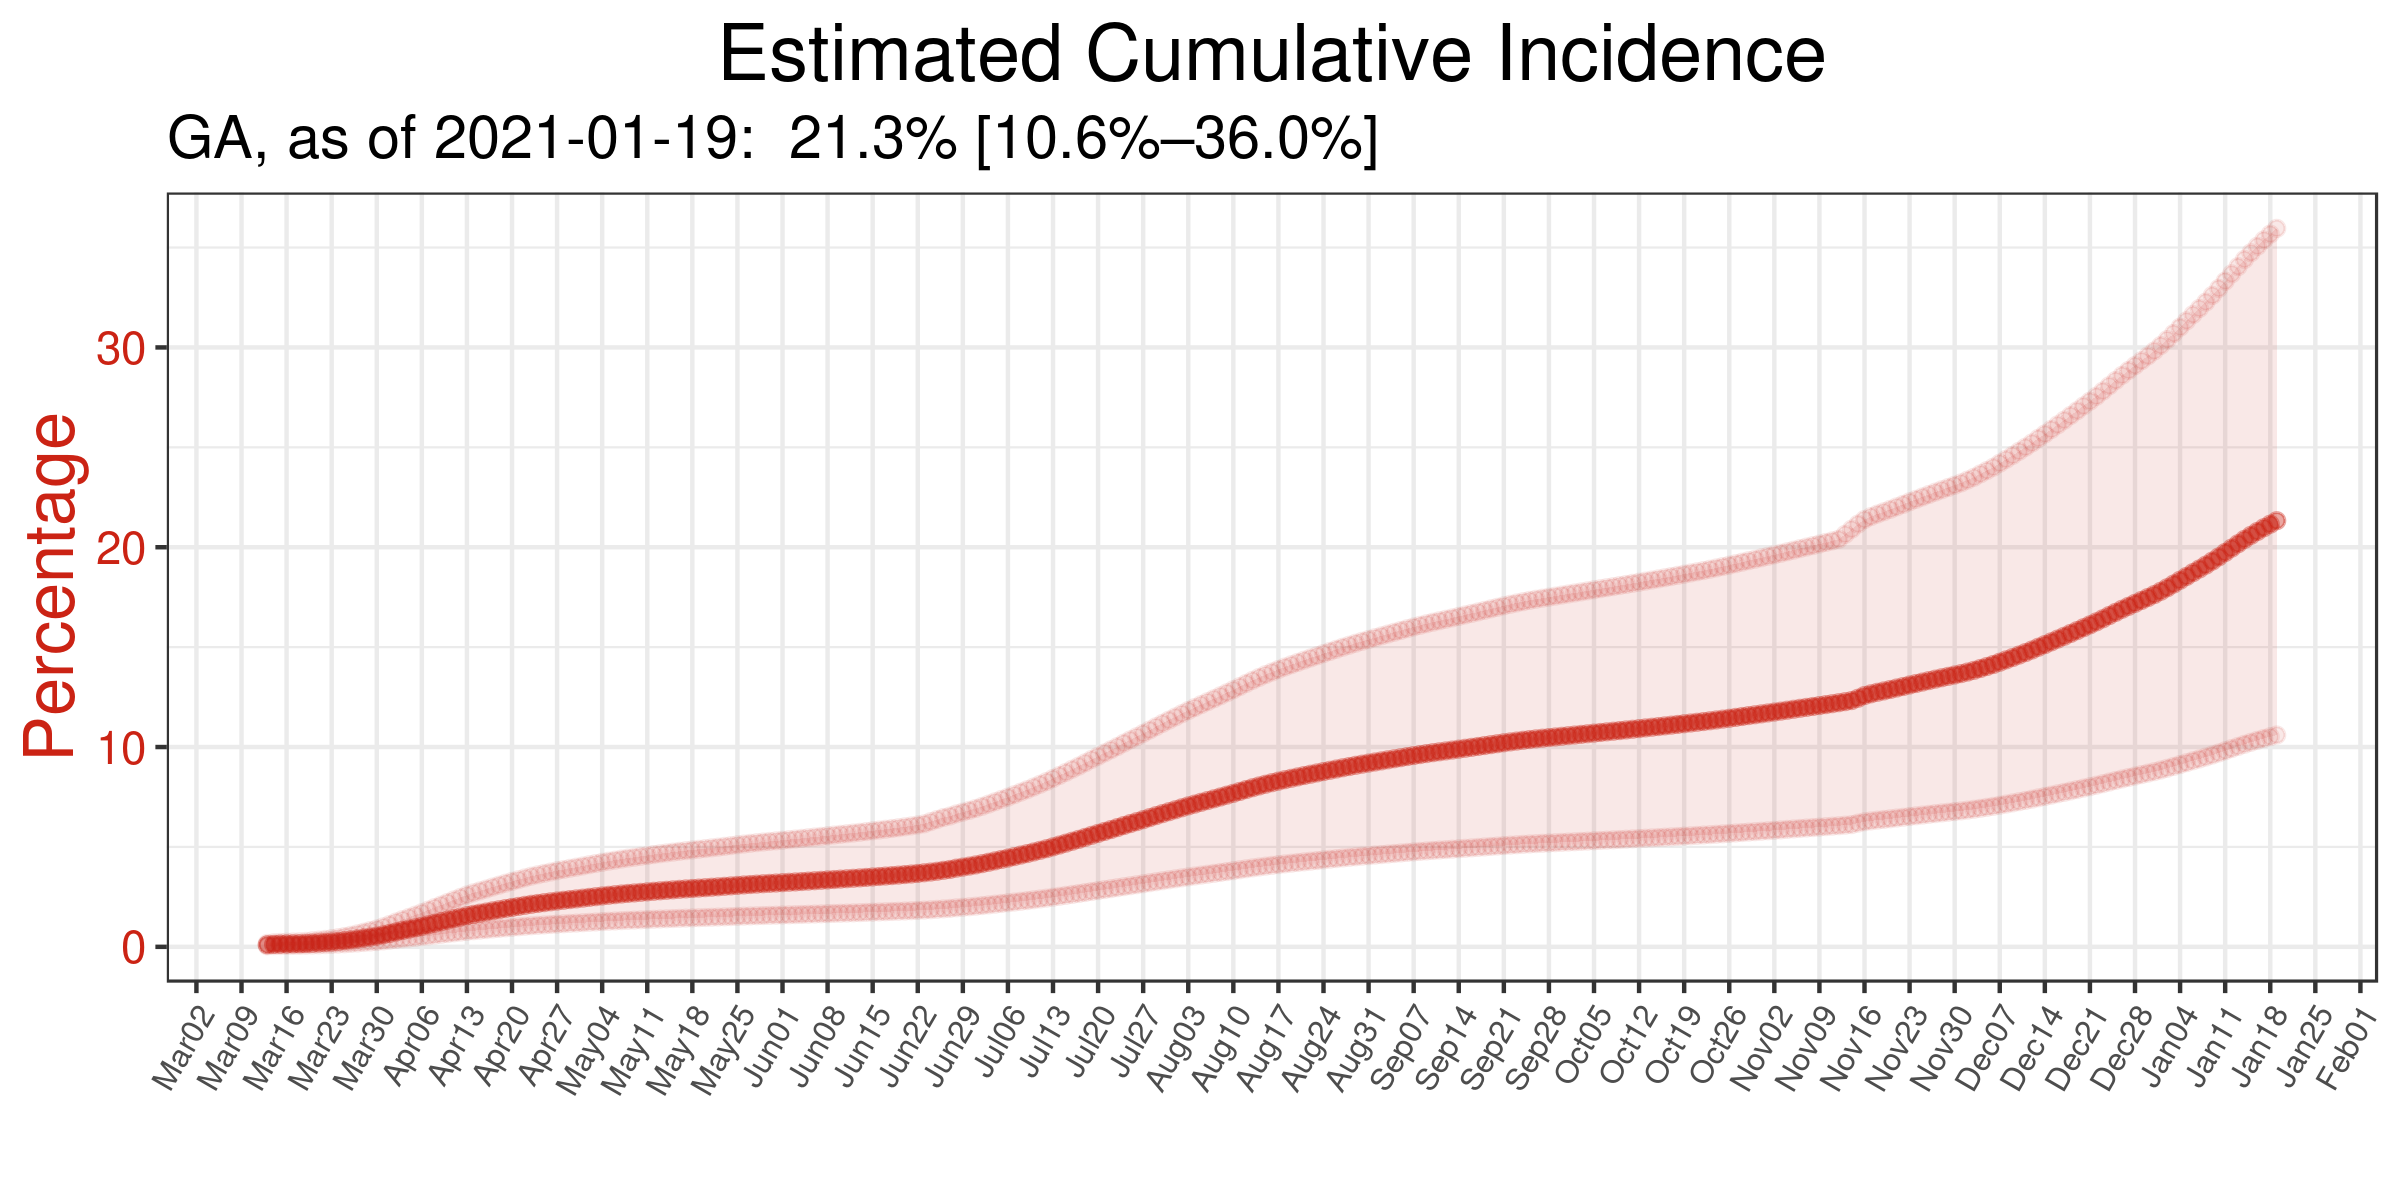 Estimated Cumulative Incidence
GA, as of 2021-01-19:  21.3% [10.6%–36.0%]
Percentage
30
20
10
0
Mar02
Mar09
Mar16
Mar23
Mar30
Apr06
Apr13
Apr20
Apr27
May04
May11
May18
May25
Jun01
Jun08
Jun15
Jun22
Jun29
Jul06
Jul13
Jul20
Jul27
Aug03
Aug10
Aug17
Aug24
Aug31
Sep07
Sep14
Sep21
Sep28
Oct05
Oct12
Oct19
Oct26
Nov02
Nov09
Nov16
Nov23
Nov30
Dec07
Dec14
Dec21
Dec28
Jan04
Jan11
Jan18
Jan25
Feb01